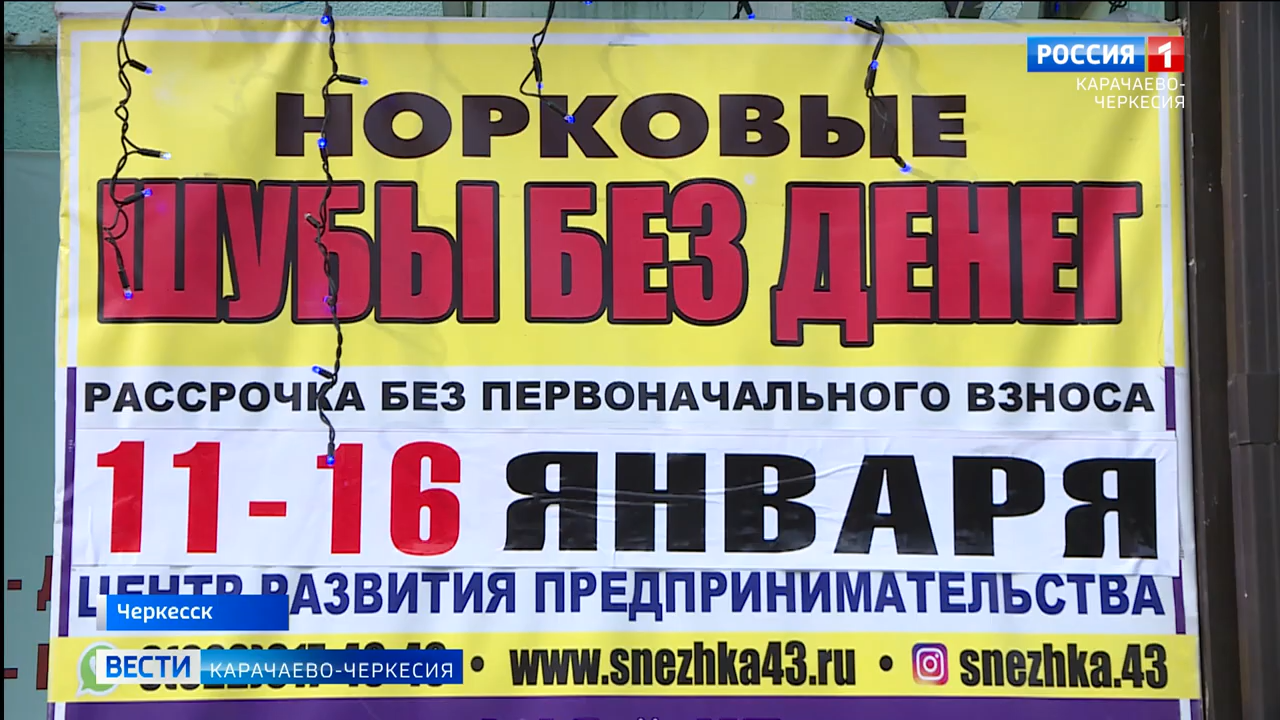 РОССИЯ 1
КАРАЧАЕВО-
ЧЕРКЕСИЯ
НОРКОВЫЕ
ШУБЫ БЕЗ ДЕНЕГ
РАССРОЧКА БЕЗ ПЕРВОНАЧАЛЬНОГО ВЗНОСА
11-16 ЯНВАРЯ
ЦЕНТР РАЗВИТИЯ ПРЕДПРИНИМАТЕЛЬСТВА
Черкесск
• www.snezhka43.ru • snezhka.43
ВЕСТИ КАРАЧАЕВО-ЧЕРКЕСИЯ